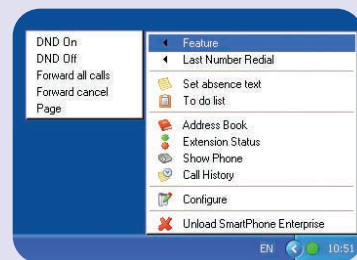 DND On
DND Off
Forward all calls
Forward cancel
Page
Feature
Last Number Redial
Set absence text
To do list
Address Book
Extension Status
Show Phone
Call History
Configure
Unload SmartPhone Enterprise
EN 10:51